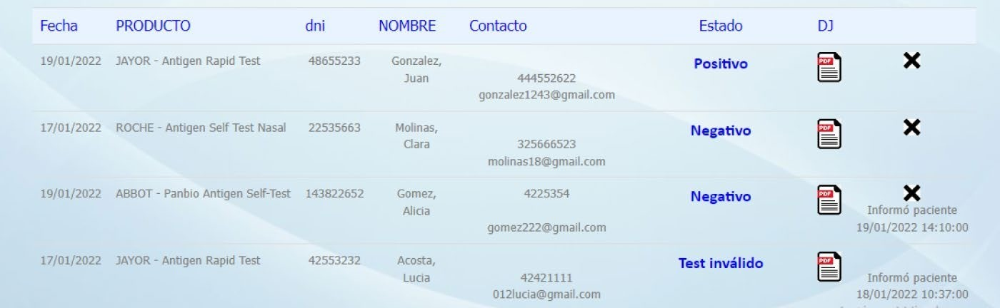 Fecha PRODUCTO dni NOMBRE Contacto Estado DJ
19/01/2022 JAYOR - Antigen Rapid Test 48655233 Gonzalez, Positivo PDF
Juan 444552622
gonzalez1243@gmail.com
17/01/2022 ROCHE - Antigen Self Test Nasal 22535663 Molinas, Negativo PDF
Clara 325666523
molinas18@gmail.com
19/01/2022 ABBOT - Panbio Antigen Self-Test 143822652 Gomez, 4225354 Negativo PDF
Alicia Informó paciente
gomez222@gmail.com 19/01/2022 14:10:00
17/01/2022 JAYOR - Antigen Rapid Test 42553232 Acosta, Test inválido PDF
Lucia 42421111 Informó paciente
012lucia@gmail.com 18/01/2022 10:37:00